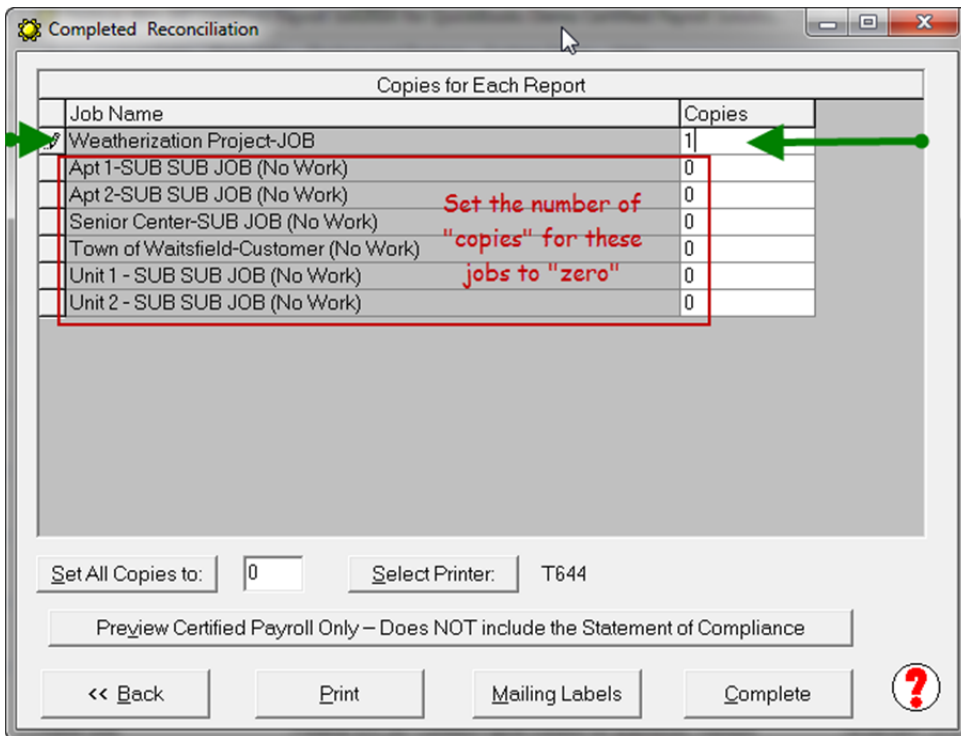 Completed Reconciliation
Copies for Each Report
Job Name Copies
Weatherization Project-JOB 1
Apt 1-SUB SUB JOB (No Work) 0
Apt 2-SUB SUB JOB (No Work) 0
Senior Center-SUB JOB (No Work) 0
Town of Waitsfield-Customer (No Work) 0
Unit 1 - SUB SUB JOB (No Work) 0
Unit 2 - SUB SUB JOB (No Work) 0
Set the number of
"copies" for these
jobs to "zero"
Set All Copies to: 0 Select Printer: T644
Preview Certified Payroll Only – Does NOT include the Statement of Compliance
<< Back Print Mailing Labels Complete